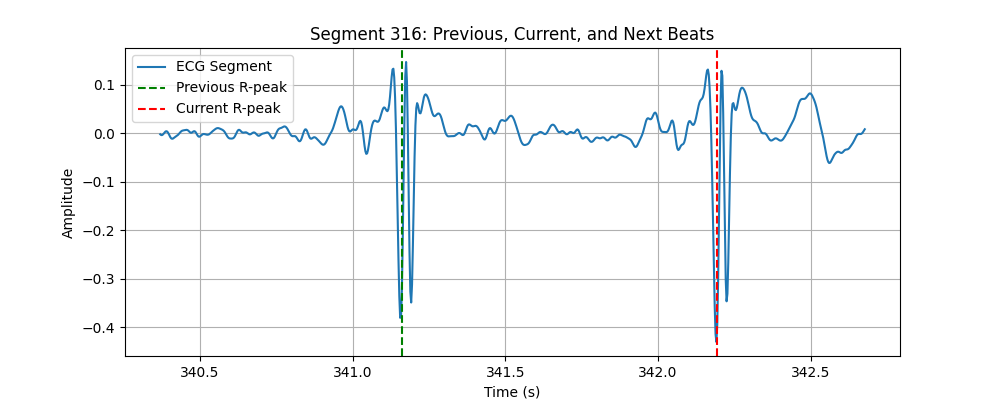 Segment 316: Previous, Current, and Next Beats
ECG Segment
Previous R-peak
Current R-peak
Amplitude
0.1
0.0
−0.1
−0.2
−0.3
−0.4
340.5 341.0 341.5 342.0 342.5
Time (s)